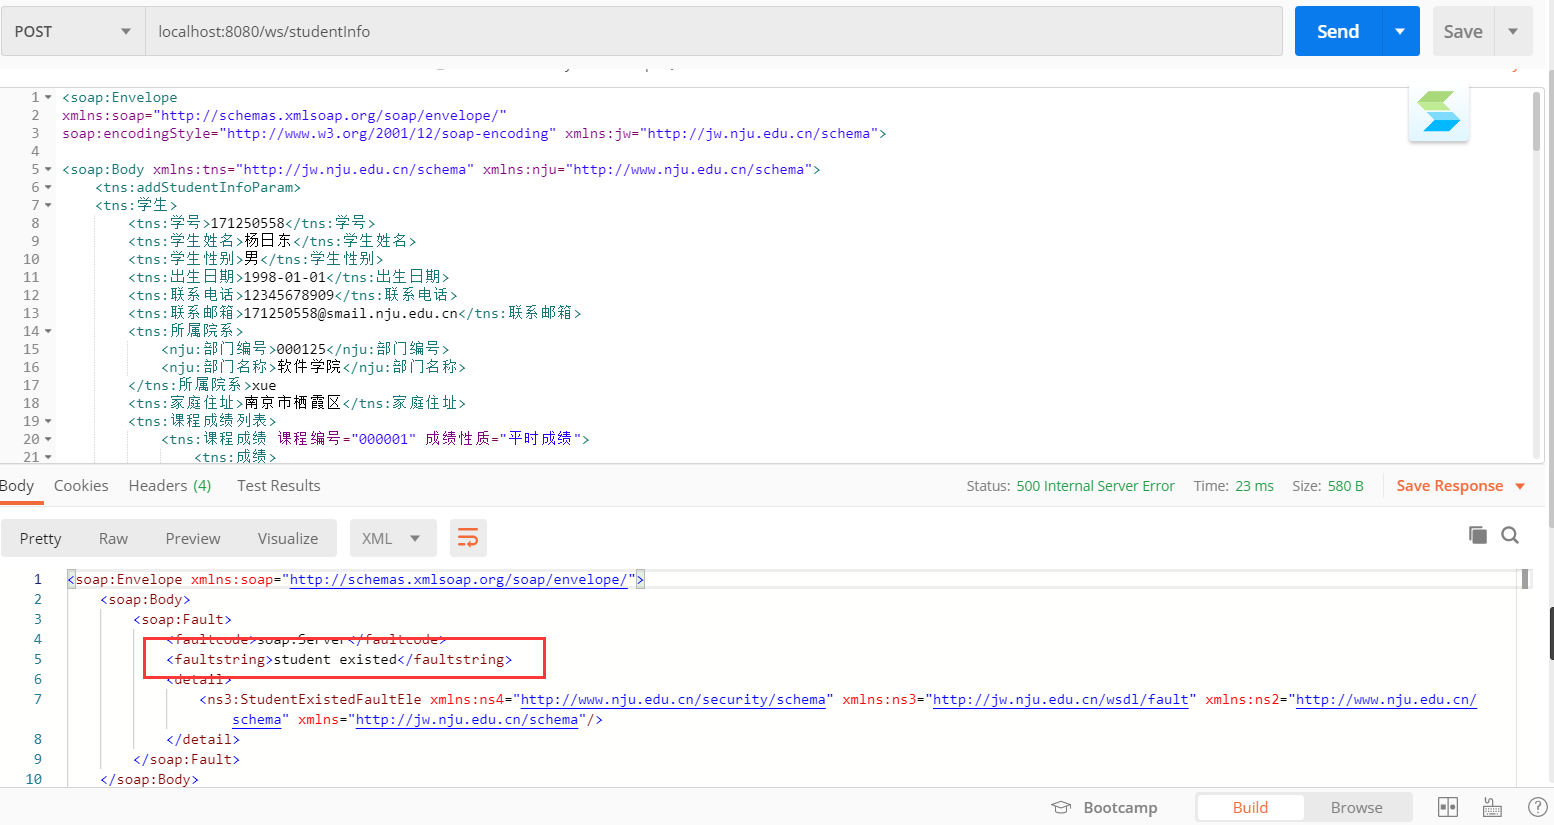 POST
localhost:8080/ws/studentInfo
Send
Save
1 <soap:Envelope
2 xmlns:soap="http://schemas.xmlsoap.org/soap/envelope/"
3 soap:encodingStyle="http://www.w3.org/2001/12/soap-encoding" xmlns:jw="http://jw.nju.edu.cn/schema">
4
5 <soap:Body xmlns:tns="http://jw.nju.edu.cn/schema" xmlns:nju="http://www.nju.edu.cn/schema">
6 <tns:addStudentInfoParam>
7 <tns:学生>
8 <tns:学号>171250558</tns:学号>
9 <tns:学生姓名>杨日东</tns:学生姓名>
10 <tns:学生性别>男</tns:学生性别>
11 <tns:出生日期>1998-01-01</tns:出生日期>
12 <tns:联系电话>12345678909</tns:联系电话>
13 <tns:联系邮箱>171250558@smail.nju.edu.cn</tns:联系邮箱>
14 <tns:所属院系>
15 <nju:部门编号>000125</nju:部门编号>
16 <nju:部门名称>软件学院</nju:部门名称>
17 </tns:所属院系>xue
18 <tns:家庭住址>南京市栖霞区</tns:家庭住址>
19 <tns:课程成绩列表>
20 <tns:课程成绩 课程编号="000001" 成绩性质="平时成绩">
21 <tns:成绩>
Body Cookies Headers (4) Test Results Status: 500 Internal Server Error Time: 23 ms Size: 580 B Save Response
Pretty Raw Preview Visualize XML
1 <soap:Envelope xmlns:soap="http://schemas.xmlsoap.org/soap/envelope/">
2 <soap:Body>
3 <soap:Fault>
4 <faultcode>soap:Server</faultcode>
5 <faultstring>student existed</faultstring>
6 <detail>
7 <ns3:StudentExistedFaultEle xmlns:ns4="http://www.nju.edu.cn/security/schema" xmlns:ns3="http://jw.nju.edu.cn/wsdl/fault" xmlns:ns2="http://www.nju.edu.cn/
schema" xmlns="http://jw.nju.edu.cn/schema"/>
8 </detail>
9 </soap:Fault>
10 </soap:Body>
Bootcamp Build Browse